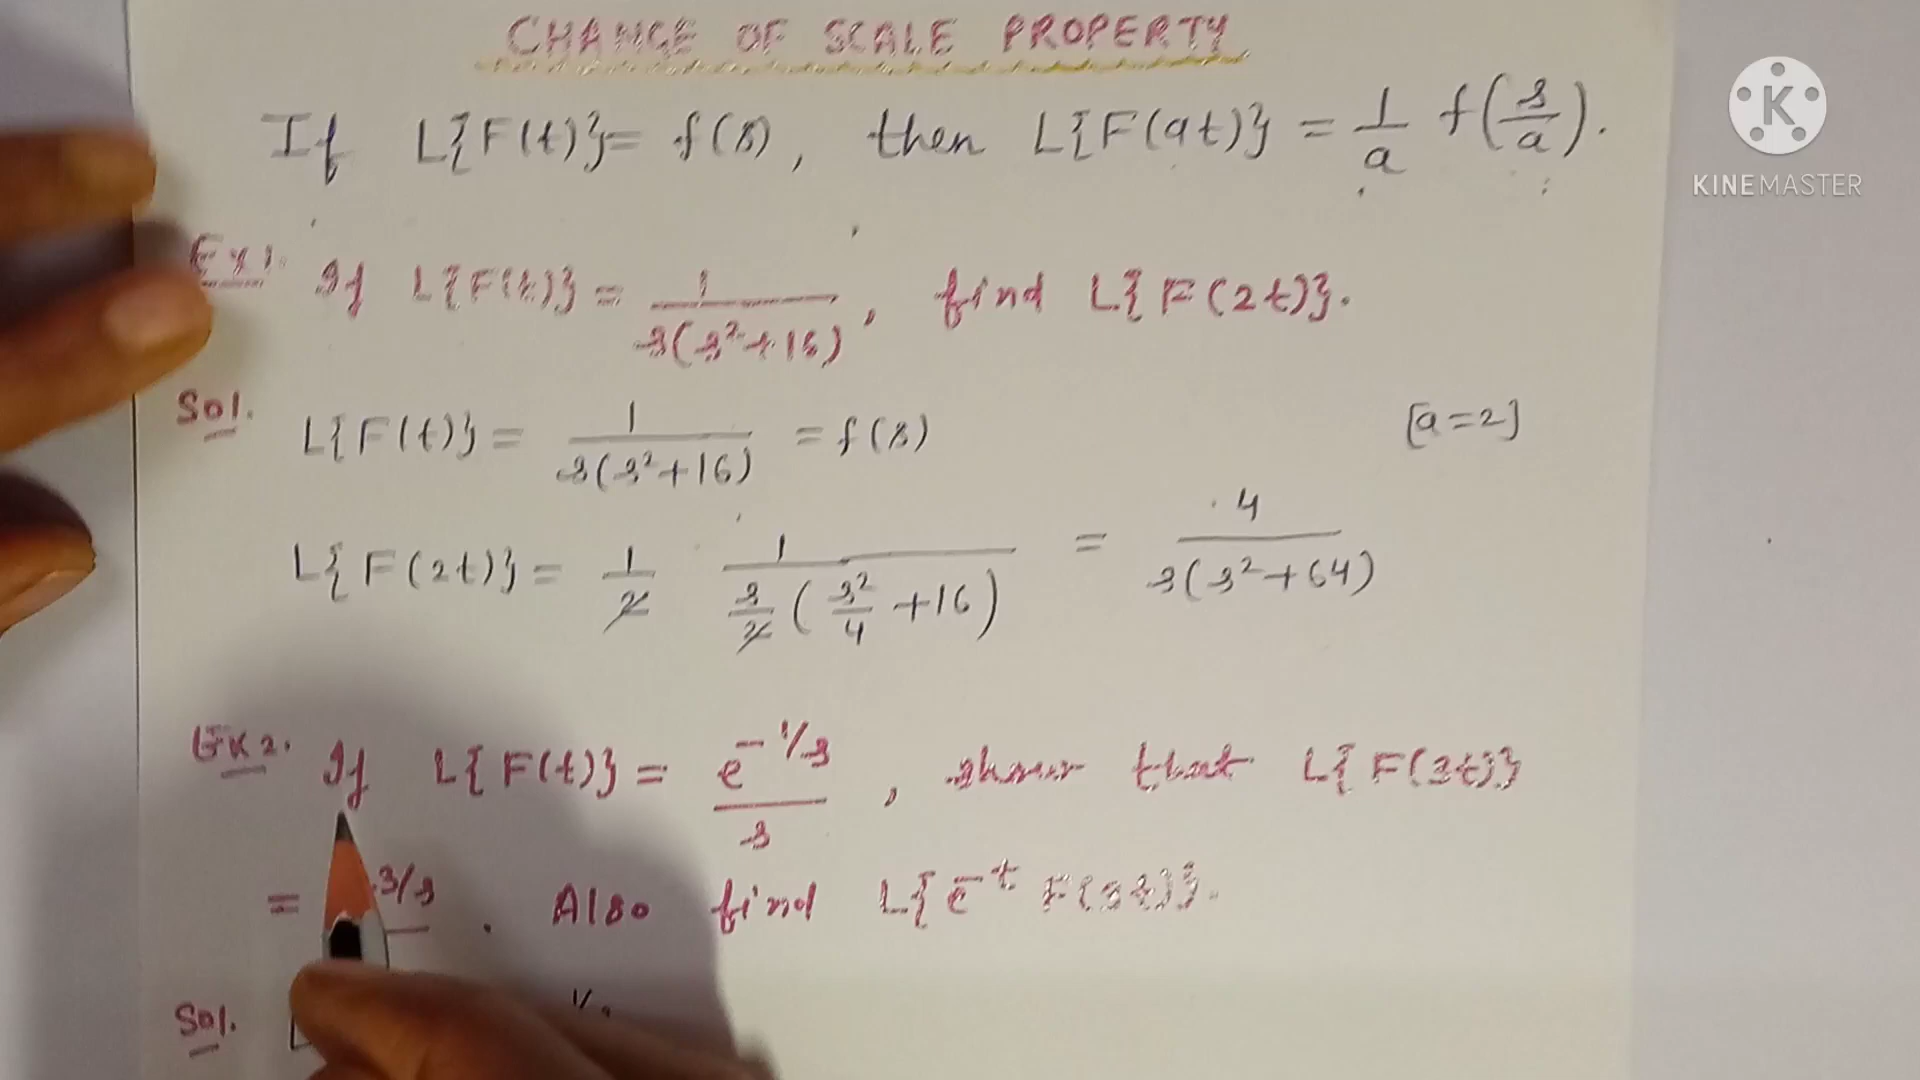 CHANGE OF SCALE PROPERTY
If L{F(t)} = f(s), then L{F(at)} = 1/a f(s/a).
Ex1. If L{F(t)} = 1/s(s²+16), find L{F(2t)}.
Sol. L{F(t)} = 1/s(s²+16) = f(s) [a=2]
L{F(2t)} = 1/2 1/(s/2 (s²/4 +16)) = 4/s(s²+64)
Ex2. If L{F(t)} = e^-1/s / s, show that L{F(3t)}
= 3/s . Also find L{e^-t F(3t)}.
Sol.
KINEMASTER